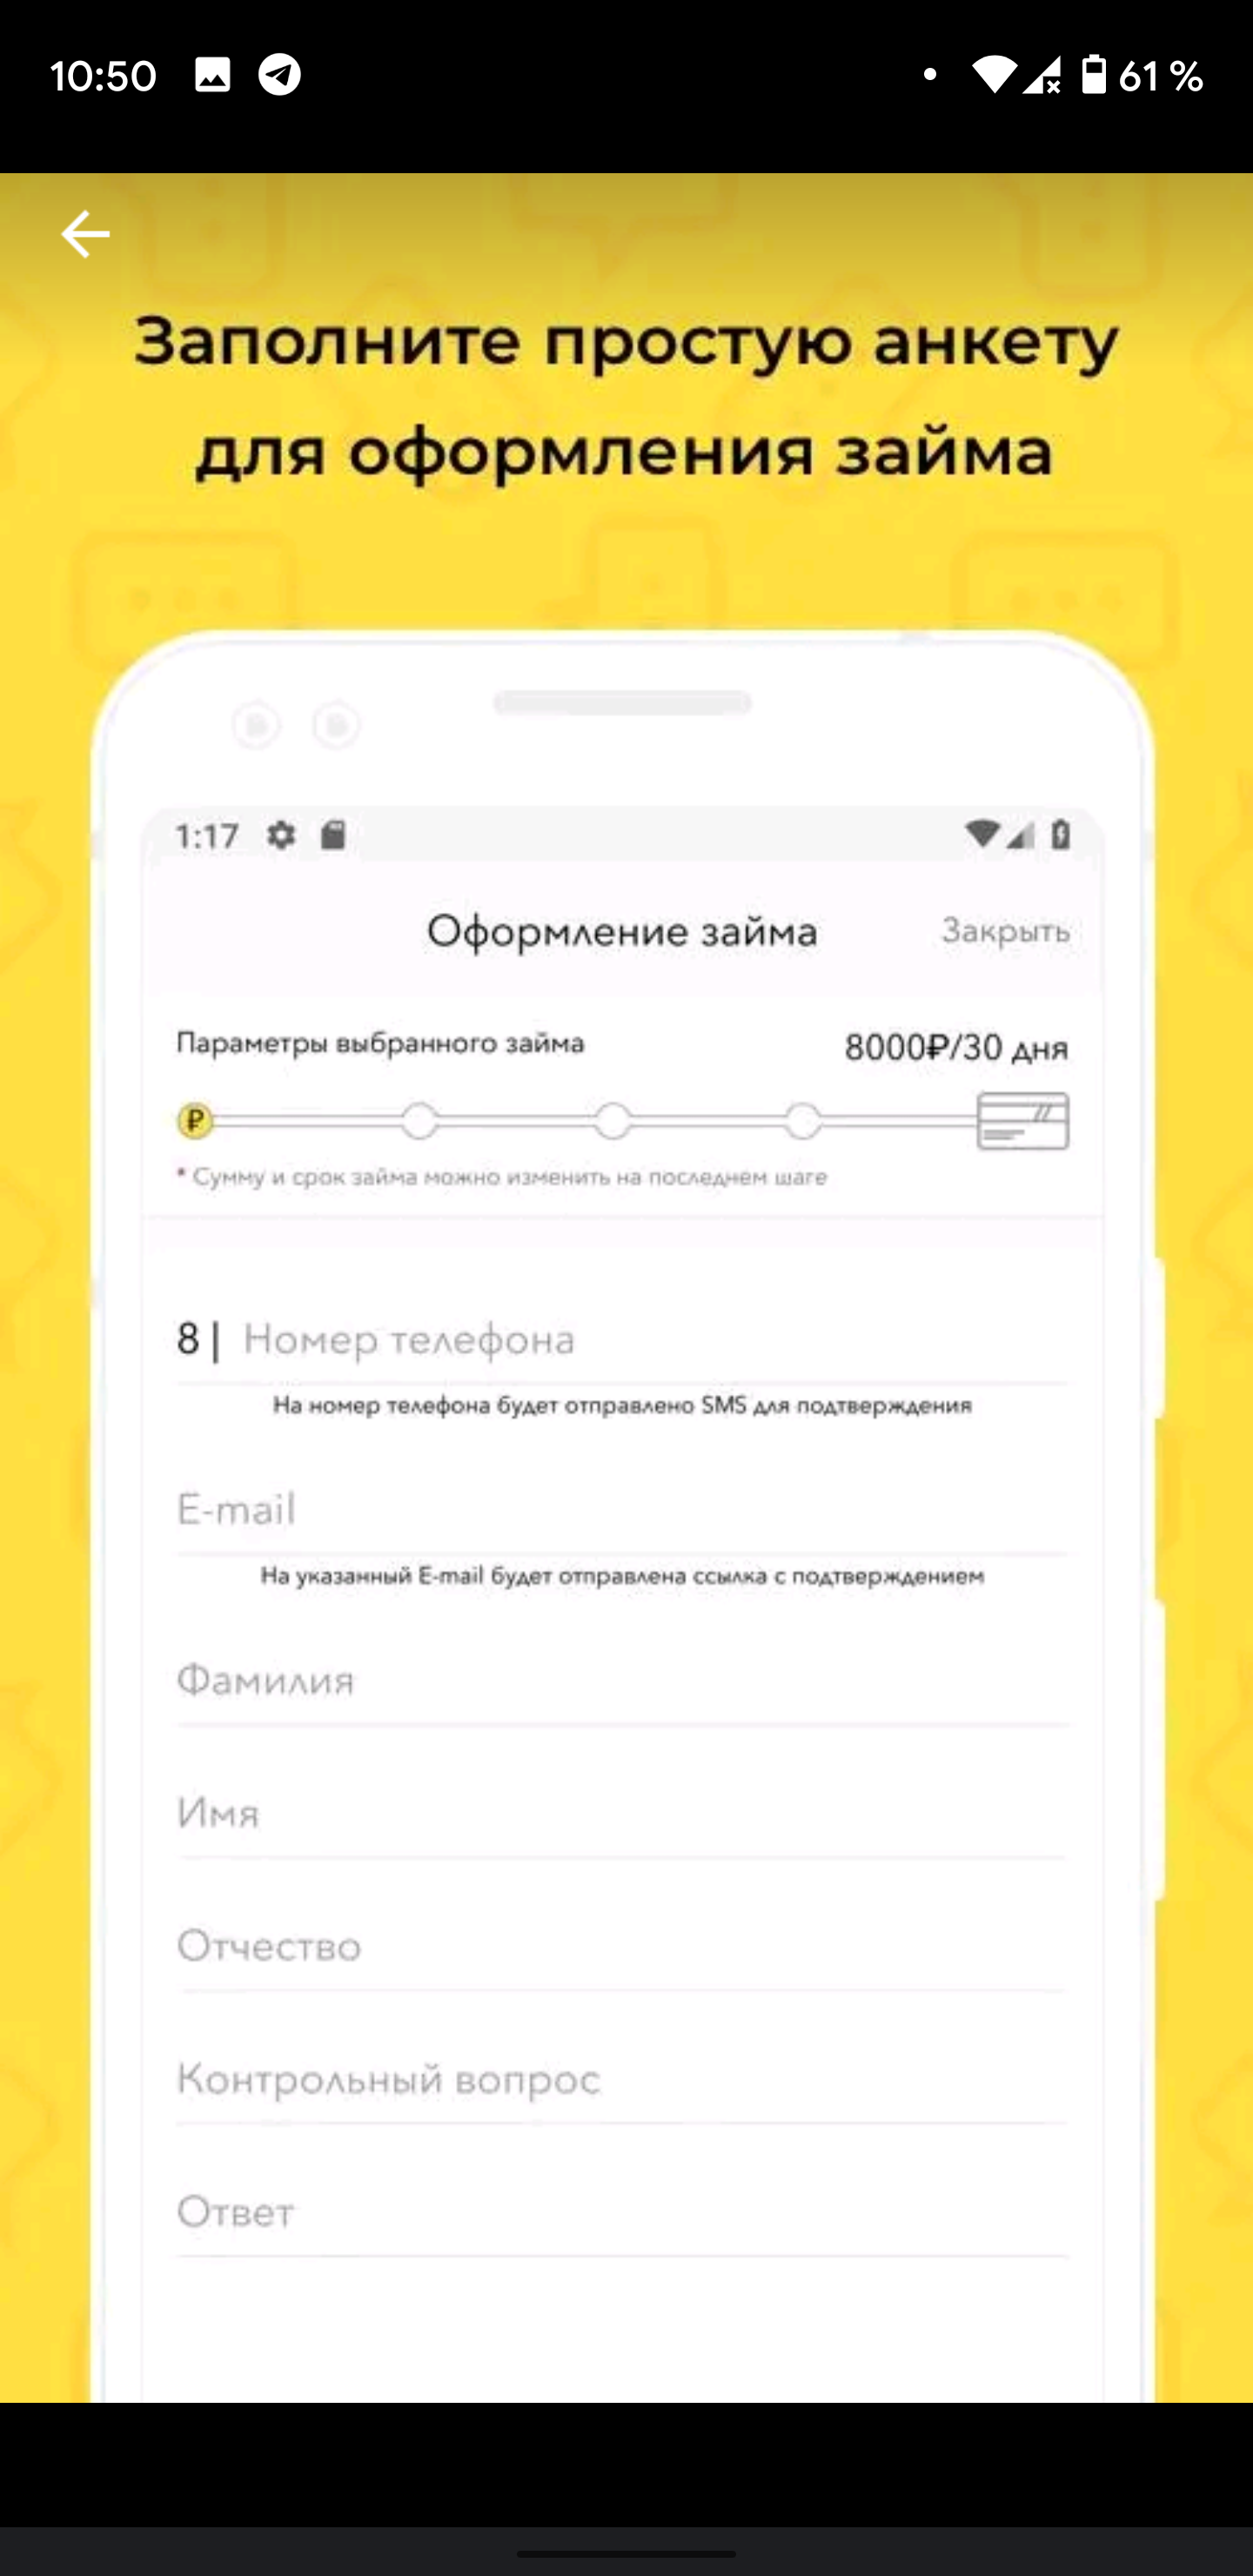 10:50
61 %
Заполните простую анкету
для оформления займа
1:17
Оформление займа
Закрыть
Параметры выбранного займа
8000₽/30 дня
₽
* Сумму и срок займа можно изменить на последнем шаге
8 | Номер телефона
На номер телефона будет отправлено SMS для подтверждения
E-mail
На указанный E-mail будет отправлена ссылка с подтверждением
Фамилия
Имя
Отчество
Контрольный вопрос
Ответ